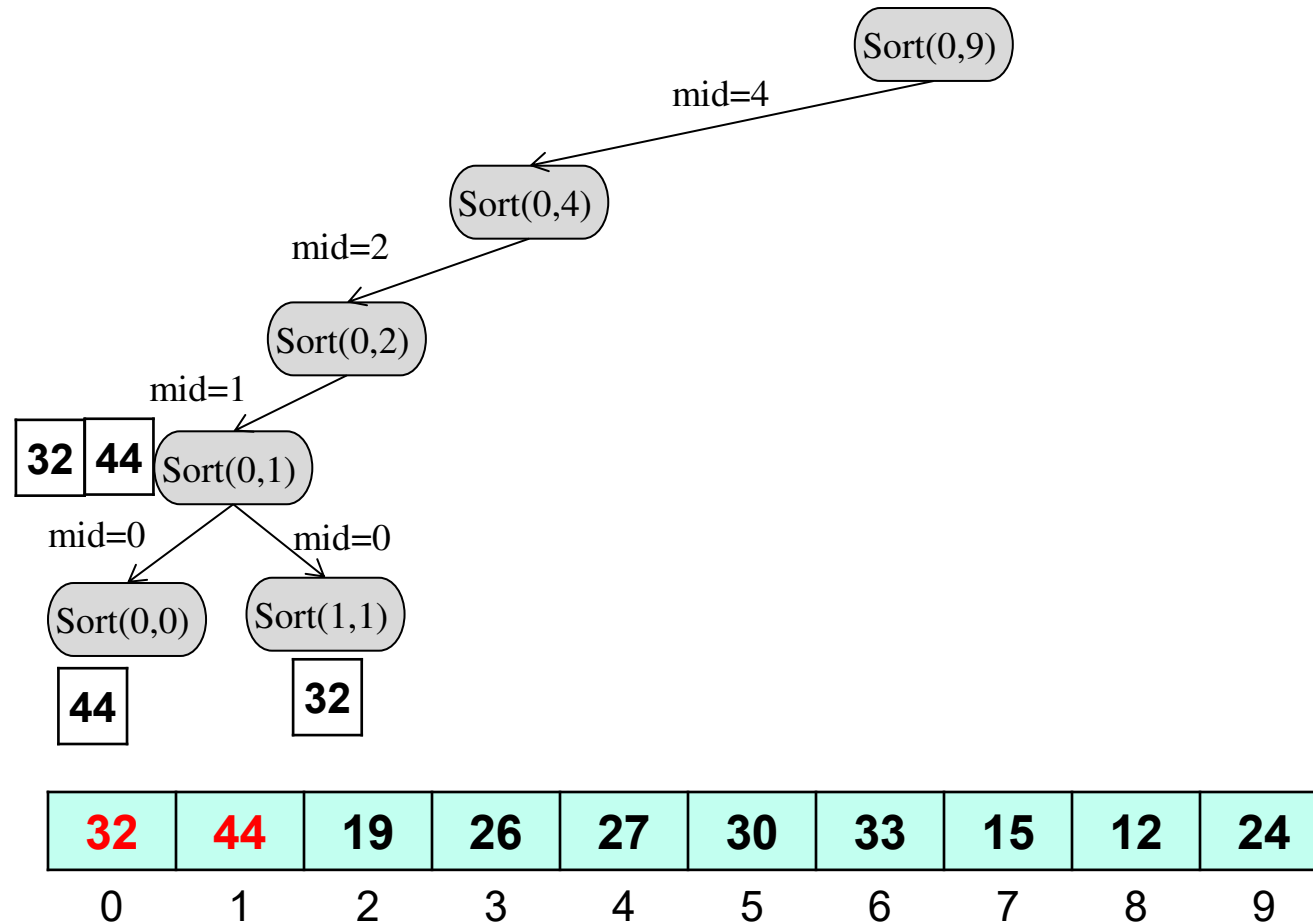 Sort(0,9)
mid=4
Sort(0,4)
mid=2
Sort(0,2)
mid=1
32 44 Sort(0,1)
mid=0 mid=0
Sort(0,0) Sort(1,1)
44 32
32 44 19 26 27 30 33 15 12 24
0 1 2 3 4 5 6 7 8 9